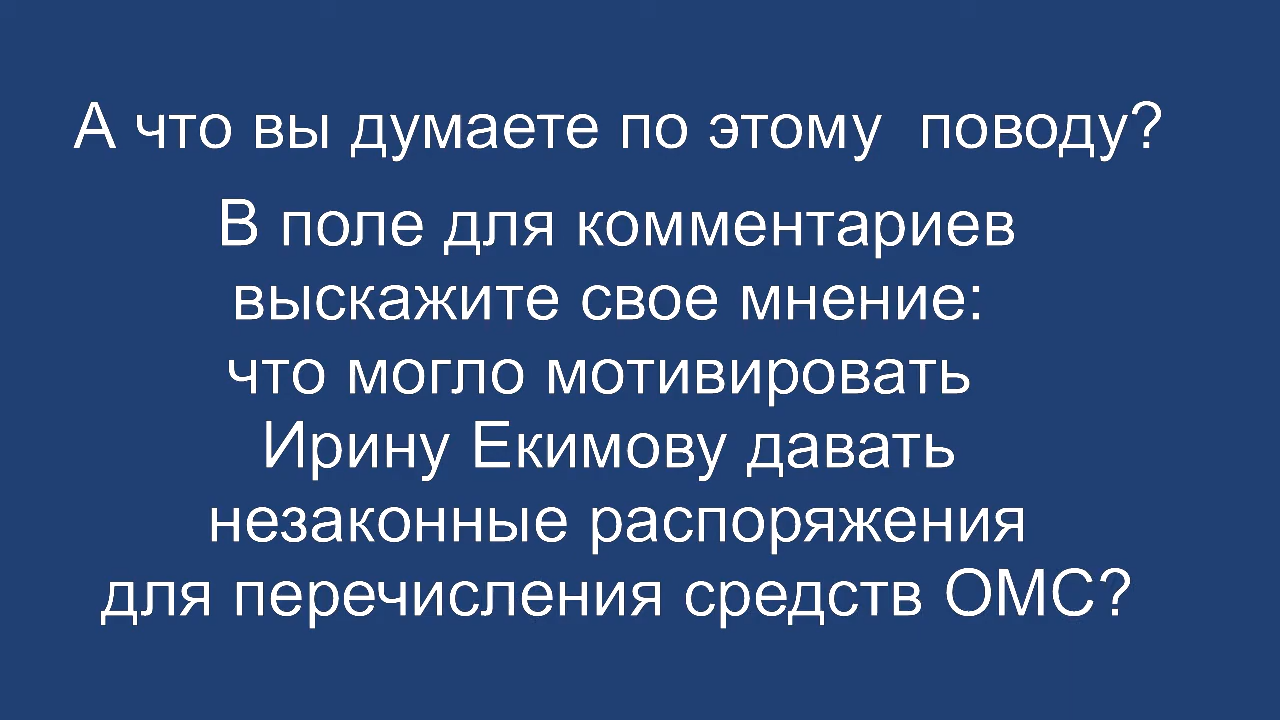 А что вы думаете по этому поводу?
В поле для комментариев
выскажите свое мнение:
что могло мотивировать
Ирину Екимову давать
незаконные распоряжения
для перечисления средств ОМС?